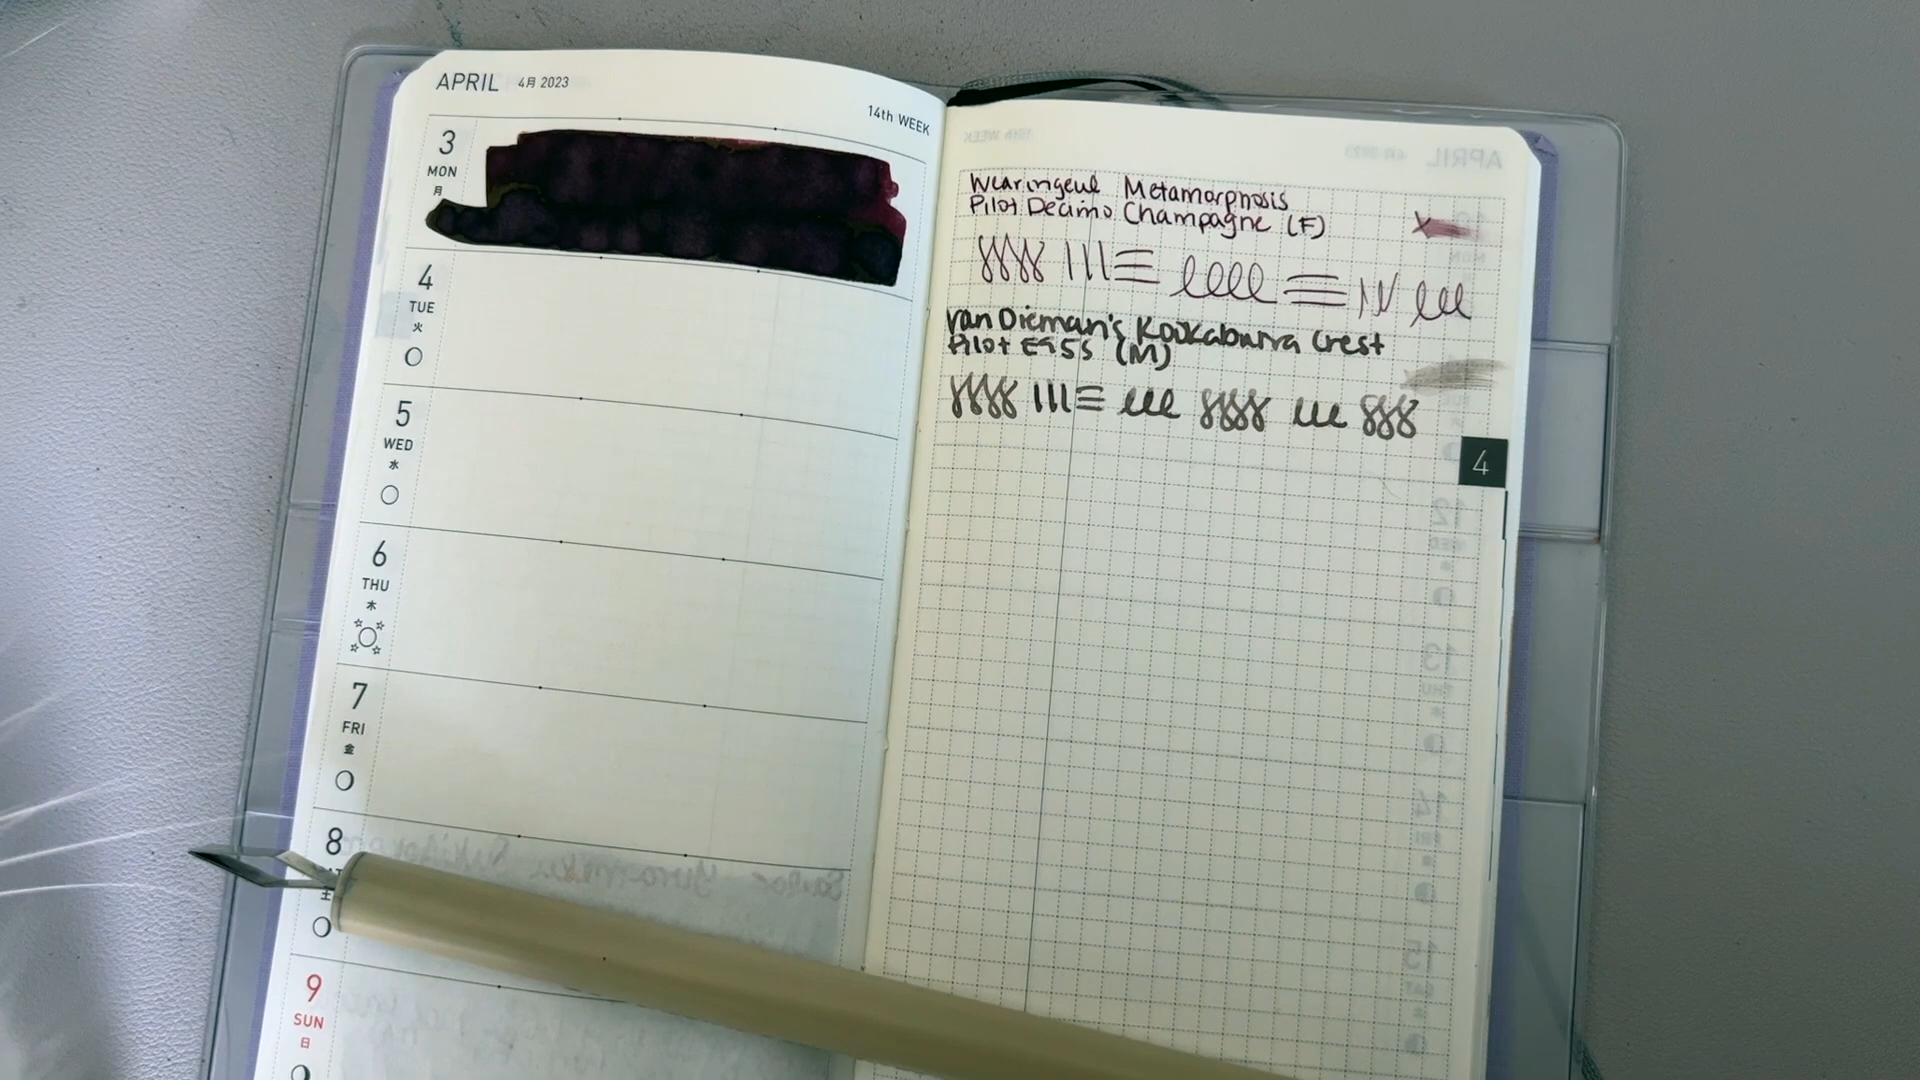 APRIL 4月 2023
14th WEEK
3
MON
月
4
TUE
火
5
WED
水
6
THU
木
7
FRI
金
8
土
9
SUN
日
Wearingeul Metamorphosis
Pilot Decimo Champagne (F)
Van Dieman's Kookaburra Crest
Pilot E95s (M)
4